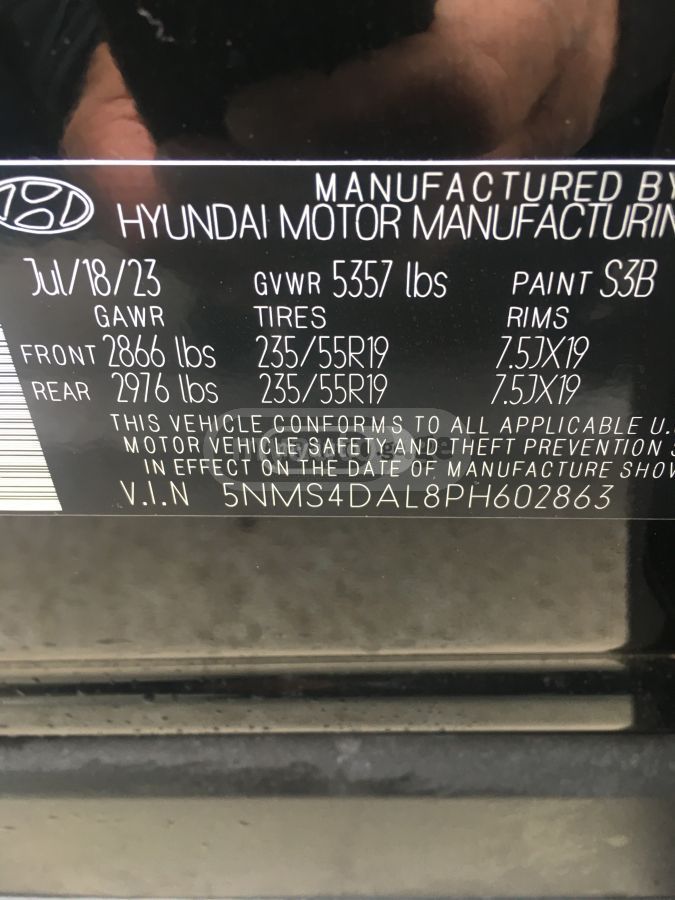 MANUFACTURED BY
HYUNDAI MOTOR MANUFACTURIN
Jul/18/23 GVWR 5357 lbs PAINT S3B
GAWR TIRES RIMS
FRONT 2866 lbs 235/55R19 7.5JX19
REAR 2976 lbs 235/55R19 7.5JX19
THIS VEHICLE CONFORMS TO ALL APPLICABLE U.
MOTOR VEHICLE SAFETY AND THEFT PREVENTION S
IN EFFECT ON THE DATE OF MANUFACTURE SHOW
V.I.N 5NMS4DAL8PH602863